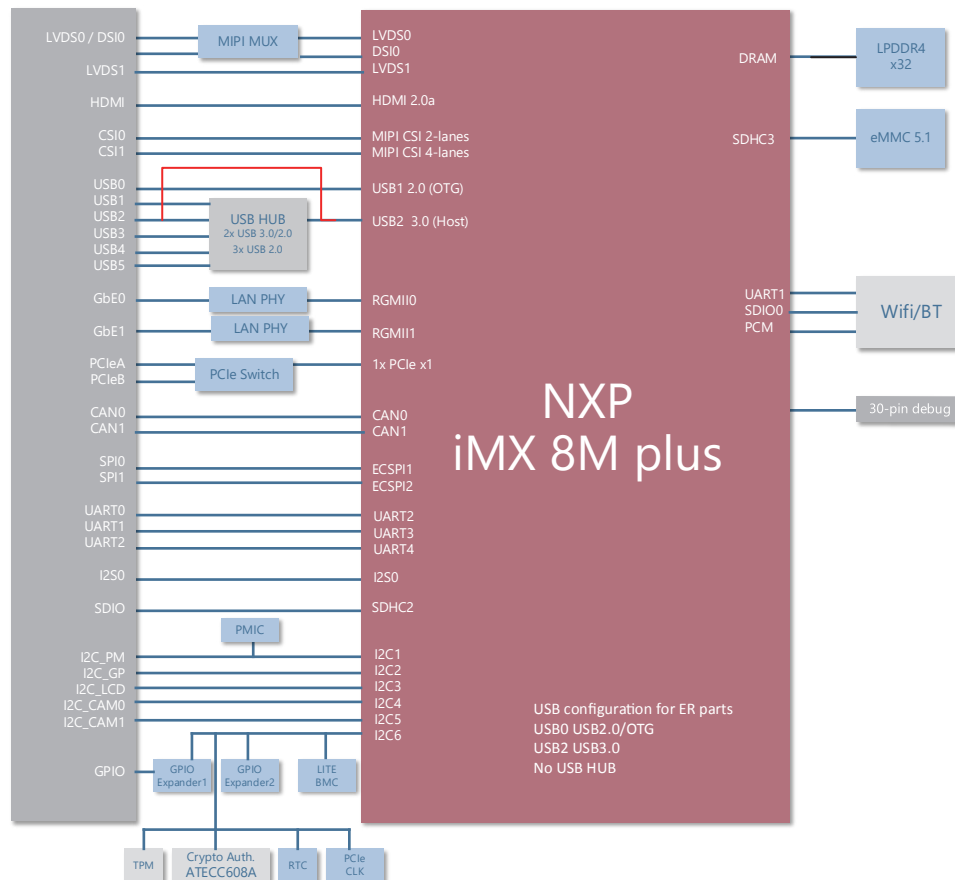 LVDS0 / DSI0
LVDS1
HDMI
CSI0
CSI1
USB0
USB1
USB2
USB3
USB4
USB5
GbE0
GbE1
PCIeA
PCIeB
CAN0
CAN1
SPI0
SPI1
UART0
UART1
UART2
I2S0
SDIO
I2C_PM
I2C_GP
I2C_LCD
I2C_CAM0
I2C_CAM1
GPIO
MIPI MUX
USB HUB
2x USB 3.0/2.0
3x USB 2.0
LAN PHY
LAN PHY
PCIe Switch
PMIC
GPIO
Expander1
GPIO
Expander2
LITE
BMC
TPM
Crypto Auth.
ATECC608A
RTC
PCIe
CLK
LVDS0
DSI0
LVDS1
HDMI 2.0a
MIPI CSI 2-lanes
MIPI CSI 4-lanes
USB1 2.0 (OTG)
USB2 3.0 (Host)
RGMII0
RGMII1
1x PCIe x1
CAN0
CAN1
ECSPI1
ECSPI2
UART2
UART3
UART4
I2S0
SDHC2
I2C1
I2C2
I2C3
I2C4
I2C5
I2C6
NXP
iMX 8M plus
USB configuration for ER parts
USB0 USB2.0/OTG
USB2 USB3.0
No USB HUB
DRAM
SDHC3
UART1
SDIO0
PCM
LPDDR4
x32
eMMC 5.1
Wifi/BT
30-pin debug